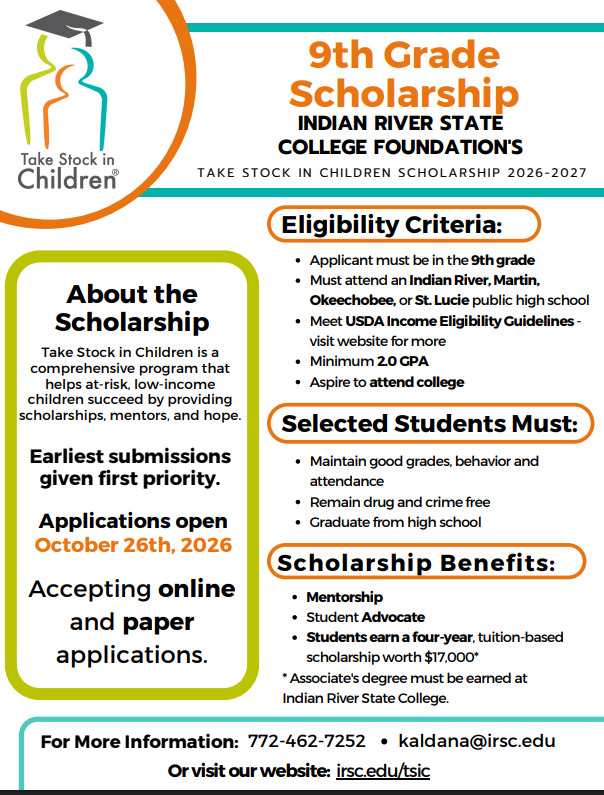 Take Stock in
Children®
9th Grade
Scholarship
INDIAN RIVER STATE
COLLEGE FOUNDATION'S
TAKE STOCK IN CHILDREN SCHOLARSHIP 2026-2027
About the
Scholarship
Take Stock in Children is a
comprehensive program that
helps at-risk, low-income
children succeed by providing
scholarships, mentors, and hope.
Earliest submissions
given first priority.
Applications open
October 26th, 2026
Accepting online
and paper
applications.
Eligibility Criteria:
• Applicant must be in the 9th grade
• Must attend an Indian River, Martin,
Okeechobee, or St. Lucie public high school
• Meet USDA Income Eligibility Guidelines -
visit website for more
• Minimum 2.0 GPA
• Aspire to attend college
Selected Students Must:
• Maintain good grades, behavior and
attendance
• Remain drug and crime free
• Graduate from high school
Scholarship Benefits:
• Mentorship
• Student Advocate
• Students earn a four-year, tuition-based
scholarship worth $17,000*
* Associate's degree must be earned at
Indian River State College.
For More Information: 772-462-7252 • kaldana@irsc.edu
Or visit our website: irsc.edu/tsic